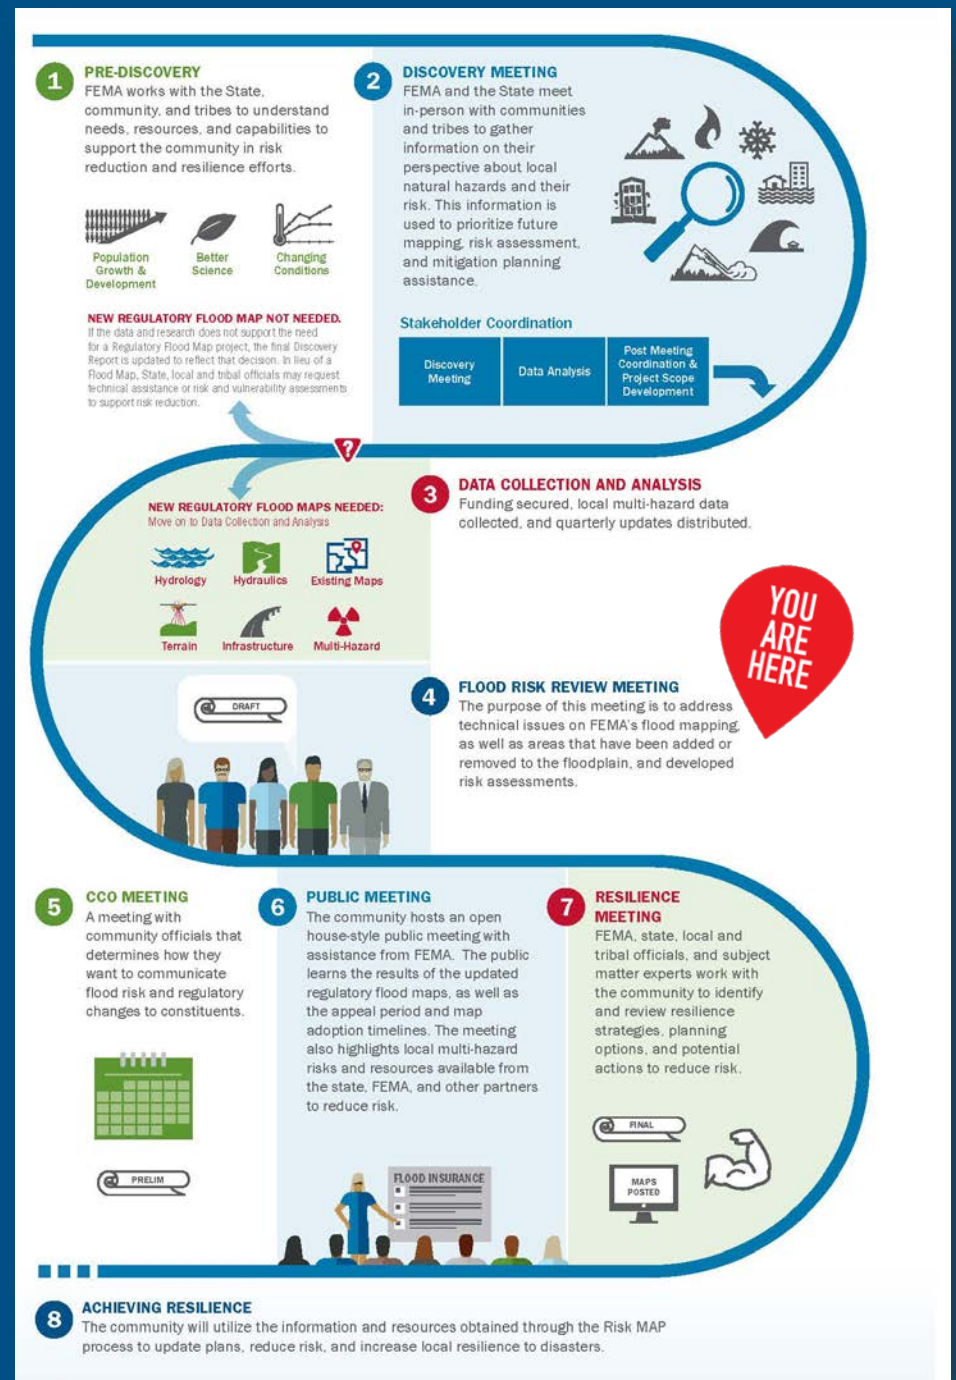 1
PRE-DISCOVERY
FEMA works with the State,
community, and tribes to understand
needs, resources, and capabilities to
support the community in risk
reduction and resilience efforts.
Population
Growth &
Development
Better
Science
Changing
Conditions
NEW REGULATORY FLOOD MAP NOT NEEDED.
If the data and research does not support the need
for a Regulatory Flood Map project, the final Discovery
Report is updated to reflect that decision. In lieu of a
Flood Map, State, local and tribal officials may request
technical assistance or risk and vulnerability assessments
to support risk reduction.
2
DISCOVERY MEETING
FEMA and the State meet
in-person with communities
and tribes to gather
information on their
perspective about local
natural hazards and their
risk. This information is
used to prioritize future
mapping, risk assessment,
and mitigation planning
assistance.
Stakeholder Coordination
Discovery
Meeting
Data Analysis
Post Meeting
Coordination &
Project Scope
Development
?
NEW REGULATORY FLOOD MAPS NEEDED:
Move on to Data Collection and Analysis
Hydrology
Hydraulics
Existing Maps
Terrain
Infrastructure
Multi-Hazard
3
DATA COLLECTION AND ANALYSIS
Funding secured, local multi-hazard data
collected, and quarterly updates distributed.
YOU
ARE
HERE
DRAFT
4
FLOOD RISK REVIEW MEETING
The purpose of this meeting is to address
technical issues on FEMA's flood mapping,
as well as areas that have been added or
removed to the floodplain, and developed
risk assessments.
5
CCO MEETING
A meeting with
community officials that
determines how they
want to communicate
flood risk and regulatory
changes to constituents.
PRELIM
6
PUBLIC MEETING
The community hosts an open
house-style public meeting with
assistance from FEMA. The public
learns the results of the updated
regulatory flood maps, as well as
the appeal period and map
adoption timelines. The meeting
also highlights local multi-hazard
risks and resources available from
the state, FEMA, and other partners
to reduce risk.
FLOOD INSURANCE
7
RESILIENCE
MEETING
FEMA, state, local and
tribal officials, and subject
matter experts work with
the community to identify
and review resilience
strategies, planning
options, and potential
actions to reduce risk.
FINAL
MAPS
POSTED
8
ACHIEVING RESILIENCE
The community will utilize the information and resources obtained through the Risk MAP
process to update plans, reduce risk, and increase local resilience to disasters.